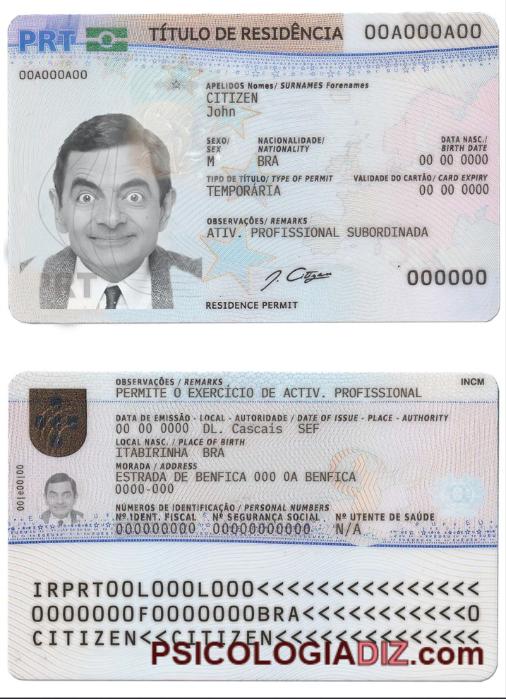 PRT TÍTULO DE RESIDÊNCIA 00A000A00
00A000A00
APELIDOS Nomes/ SURNAMES Forenames
CITIZEN
John
SEXO/ SEX NACIONALIDADE/ NATIONALITY DATA NASC./ BIRTH DATE
M BRA 00 00 0000
TIPO DE TÍTULO/ TYPE OF PERMIT VALIDADE DO CARTÃO/ CARD EXPIRY
TEMPORÁRIA 00 00 0000
OBSERVAÇÕES/ REMARKS
ATIV. PROFISSIONAL SUBORDINADA
J. Citizen
PRT
000000
RESIDENCE PERMIT
OBSERVAÇÕES / REMARKS INCM
PERMITE O EXERCÍCIO DE ACTIV. PROFISSIONAL
DATA DE EMISSÃO - LOCAL - AUTORIDADE / DATE OF ISSUE - PLACE - AUTHORITY
00 00 0000 DL. Cascais SEF
LOCAL NASC. / PLACE OF BIRTH
ITABIRINHA BRA
MORADA / ADDRESS
ESTRADA DE BENFICA 000 0A BENFICA
0000-000
NÚMEROS DE IDENTIFICAÇÃO / PERSONAL NUMBERS
Nº IDENT. FISCAL Nº SEGURANÇA SOCIAL Nº UTENTE DE SAÚDE
000000000 00000000000 N/A
IRPRT00L000L000<<<<<<<<<<<<<<<
0000000F0000000BRA<<<<<<<<<<<0
CITIZEN<<CITIZEN<<<<<<<<<<<<<<
PSICOLOGIADIZ.com